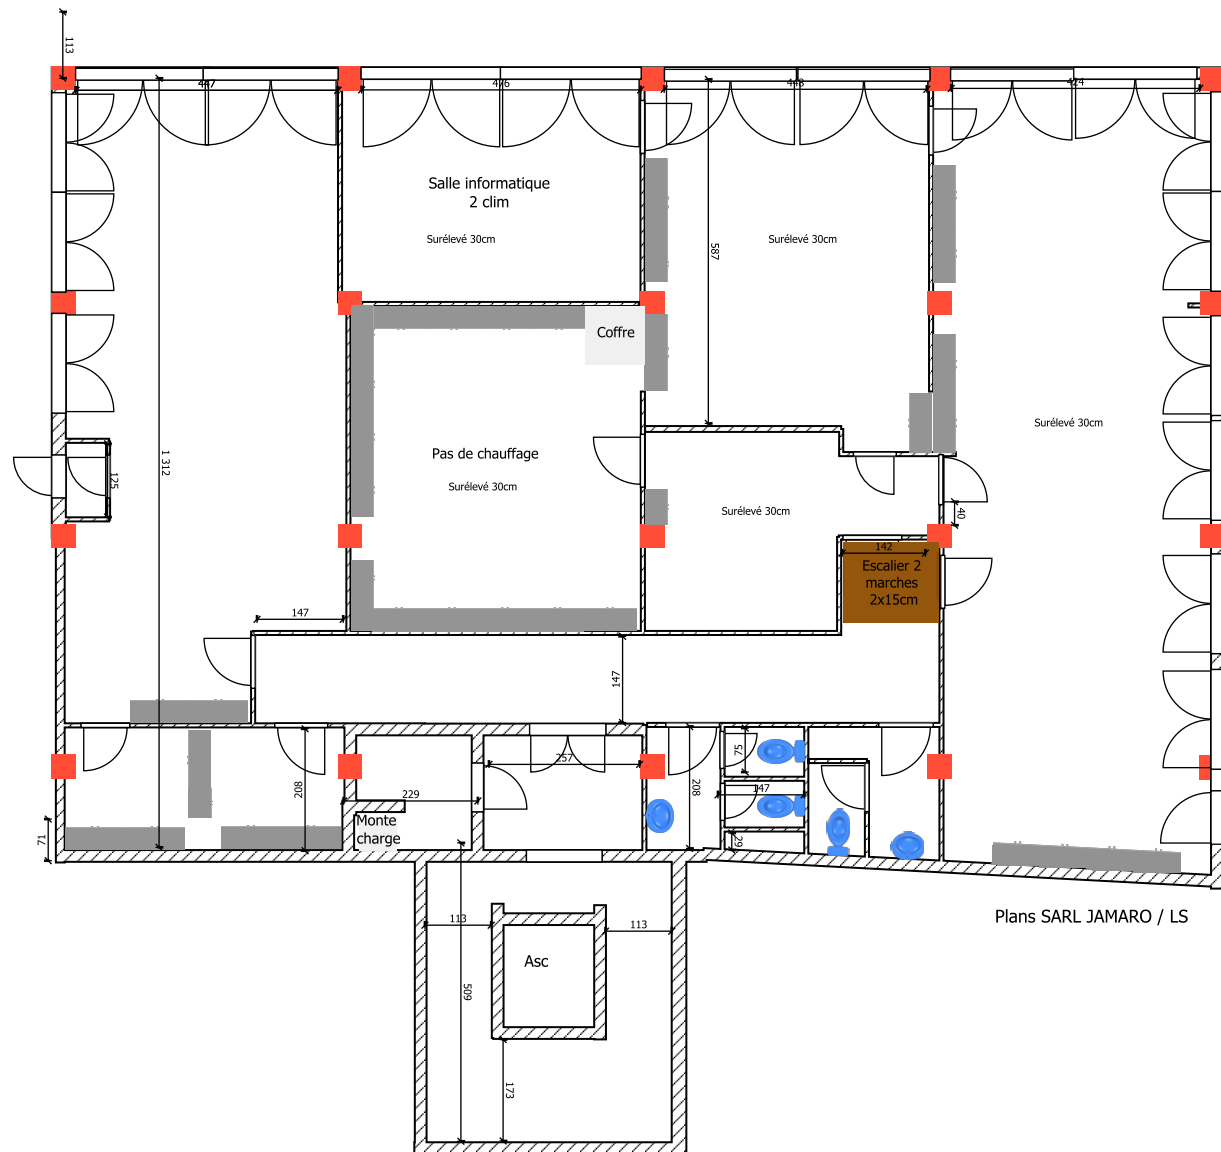 113
447
476
448
424
Salle informatique
2 clim
Surélevé 30cm
Surélevé 30cm
587
Coffre
Surélevé 30cm
Pas de chauffage
Surélevé 30cm
1 312
125
Surélevé 30cm
40
142
Escalier 2
marches
2x15cm
147
147
257
75
208
229
208
147
Monte
charge
71
29
Plans SARL JAMARO / LS
113
113
Asc
509
173